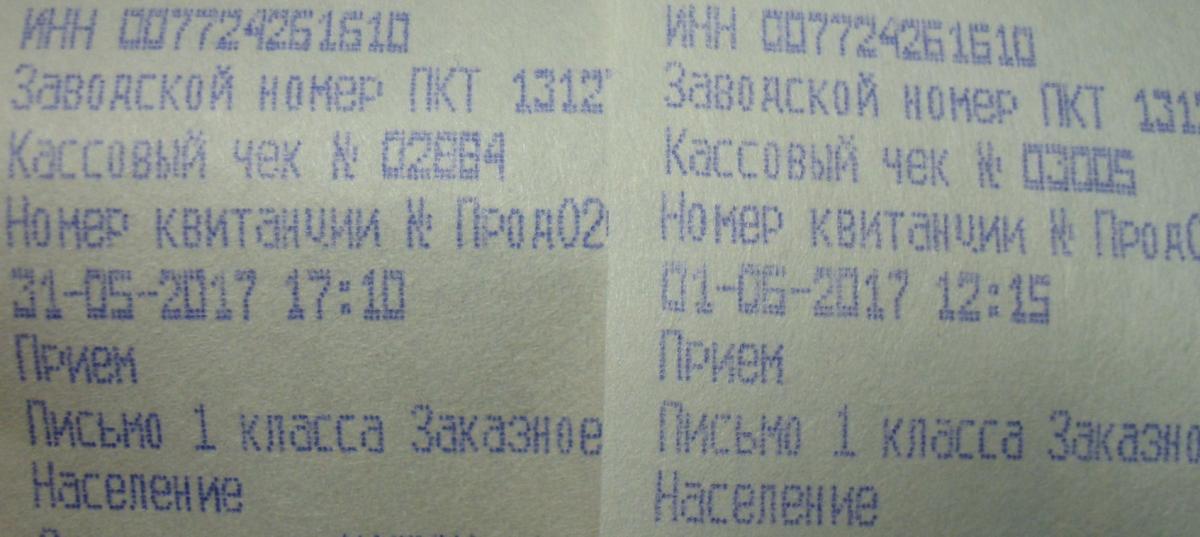 ИНН 007724261610
Заводской номер ПКТ
Кассовый чек № 02884
Номер квитанции №
31-05-2017 17:10
Прием
Письмо 1 класса Заказное
Население
ИНН 007724261610
Заводской номер ПКТ
Кассовый чек № 03005
Номер квитанции №
01-06-2017 12:15
Прием
Письмо 1 класса
Население